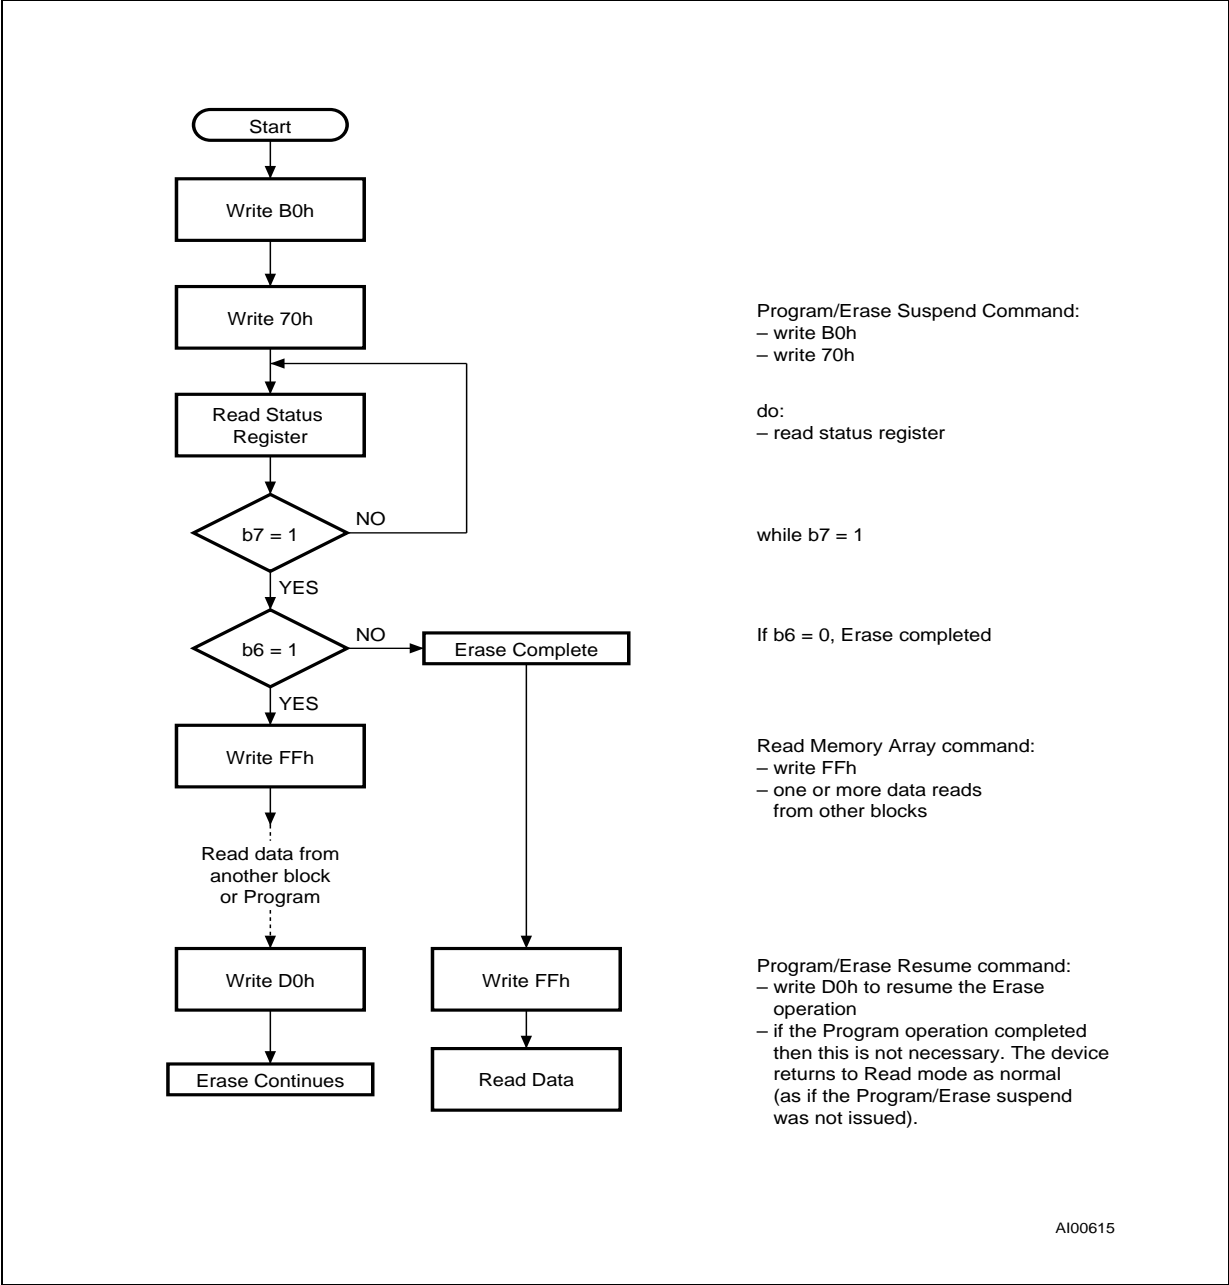 Start
Write B0h
Write 70h
Read Status
Register
b7 = 1
NO
YES
b6 = 1
NO
Erase Complete
YES
Write FFh
Read data from
another block
or Program
Write D0h
Erase Continues
Write FFh
Read Data
Program/Erase Suspend Command:
– write B0h
– write 70h
do:
– read status register
while b7 = 1
If b6 = 0, Erase completed
Read Memory Array command:
– write FFh
– one or more data reads
from other blocks
Program/Erase Resume command:
– write D0h to resume the Erase
operation
– if the Program operation completed
then this is not necessary. The device
returns to Read mode as normal
(as if the Program/Erase suspend
was not issued).
AI00615